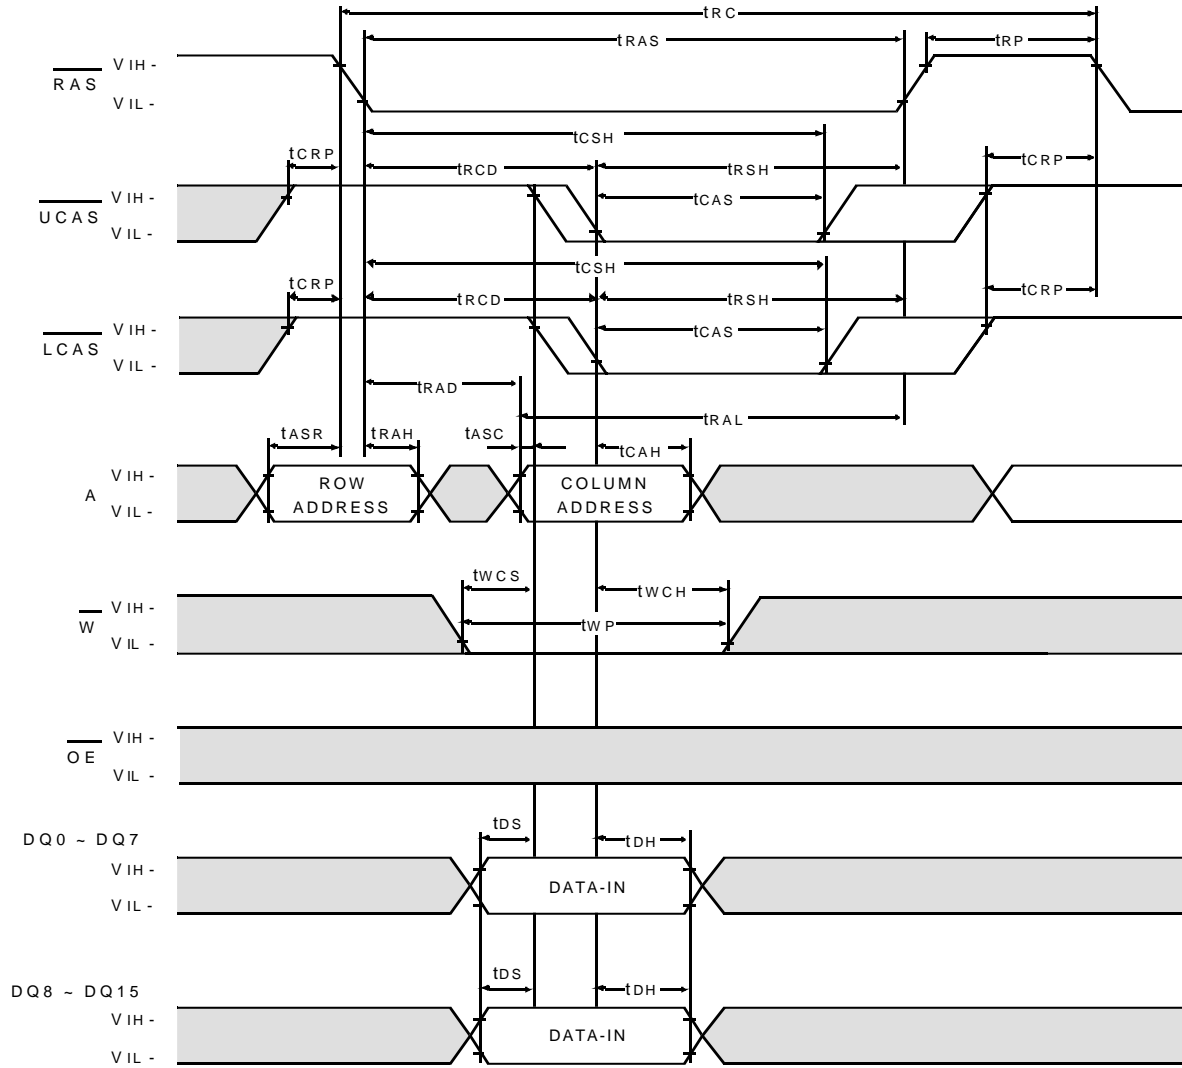 tRC
tRAS
tRP
RAS
VIH -
VIL -
tCSH
tCRP
tRCD
tRSH
tCRP
UCAS
VIH -
VIL -
tCAS
tCSH
tCRP
tRCD
tRSH
tCRP
LCAS
VIH -
VIL -
tCAS
tRAD
tRAL
tASR
tRAH
tASC
tCAH
A
VIH -
VIL -
ROW
ADDRESS
COLUMN
ADDRESS
tWCS
tWCH
W
VIH -
VIL -
tWP
OE
VIH -
VIL -
DQ0 ~ DQ7
tDS
tDH
VIH -
VIL -
DATA-IN
DQ8 ~ DQ15
tDS
tDH
VIH -
VIL -
DATA-IN